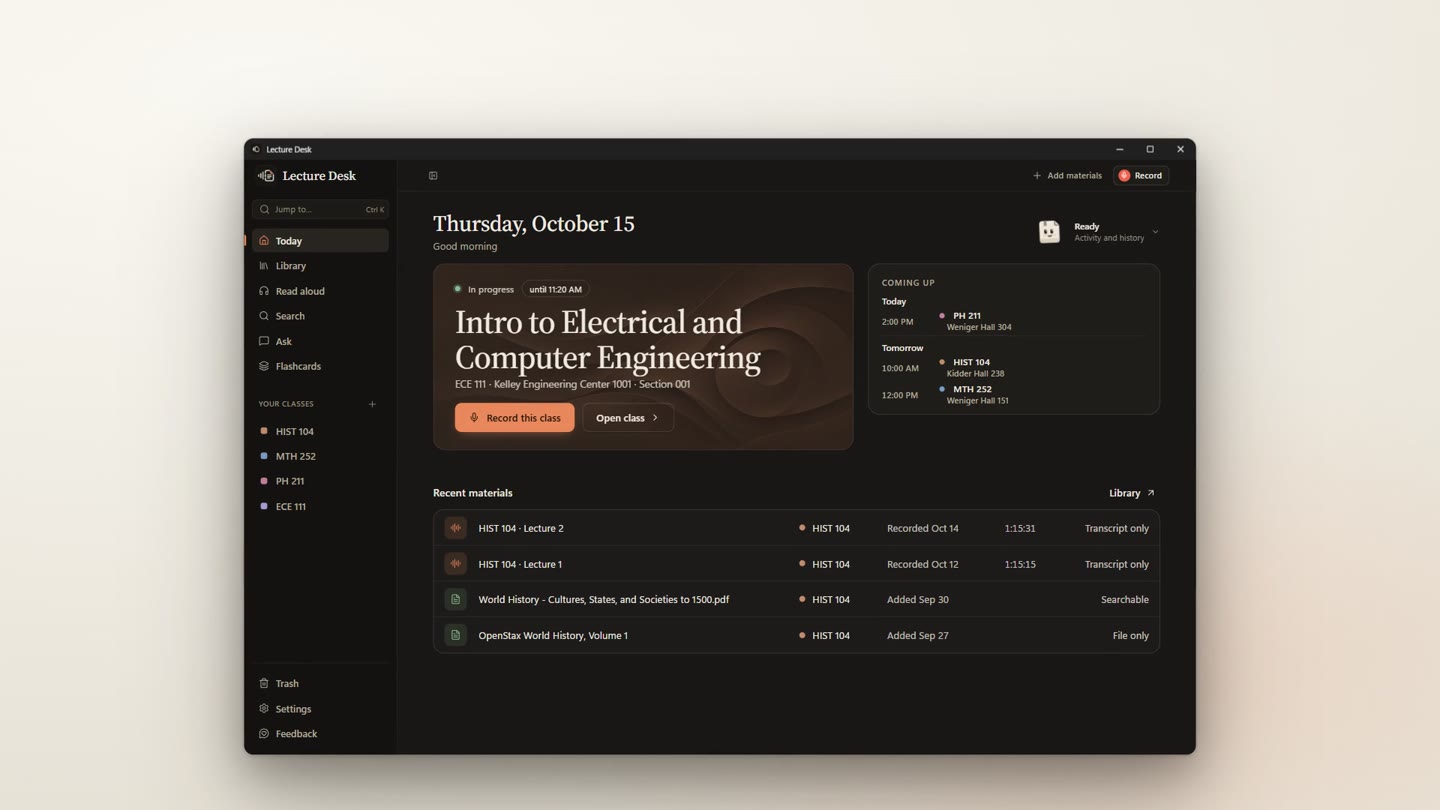 Lecture Desk
Lecture Desk
Jump to...
Ctrl K
Today
Library
Read aloud
Search
Ask
Flashcards
YOUR CLASSES
HIST 104
MTH 252
PH 211
ECE 111
Trash
Settings
Feedback
Add materials
Record
Thursday, October 15
Good morning
Ready
Activity and history
In progress
until 11:20 AM
Intro to Electrical and
Computer Engineering
ECE 111 · Kelley Engineering Center 1001 · Section 001
Record this class
Open class
COMING UP
Today
2:00 PM
PH 211
Weniger Hall 304
Tomorrow
10:00 AM
HIST 104
Kidder Hall 238
12:00 PM
MTH 252
Weniger Hall 151
Recent materials
Library
HIST 104 · Lecture 2 HIST 104 Recorded Oct 14 1:15:31 Transcript only
HIST 104 · Lecture 1 HIST 104 Recorded Oct 12 1:15:15 Transcript only
World History - Cultures, States, and Societies to 1500.pdf HIST 104 Added Sep 30 Searchable
OpenStax World History, Volume 1 HIST 104 Added Sep 27 File only